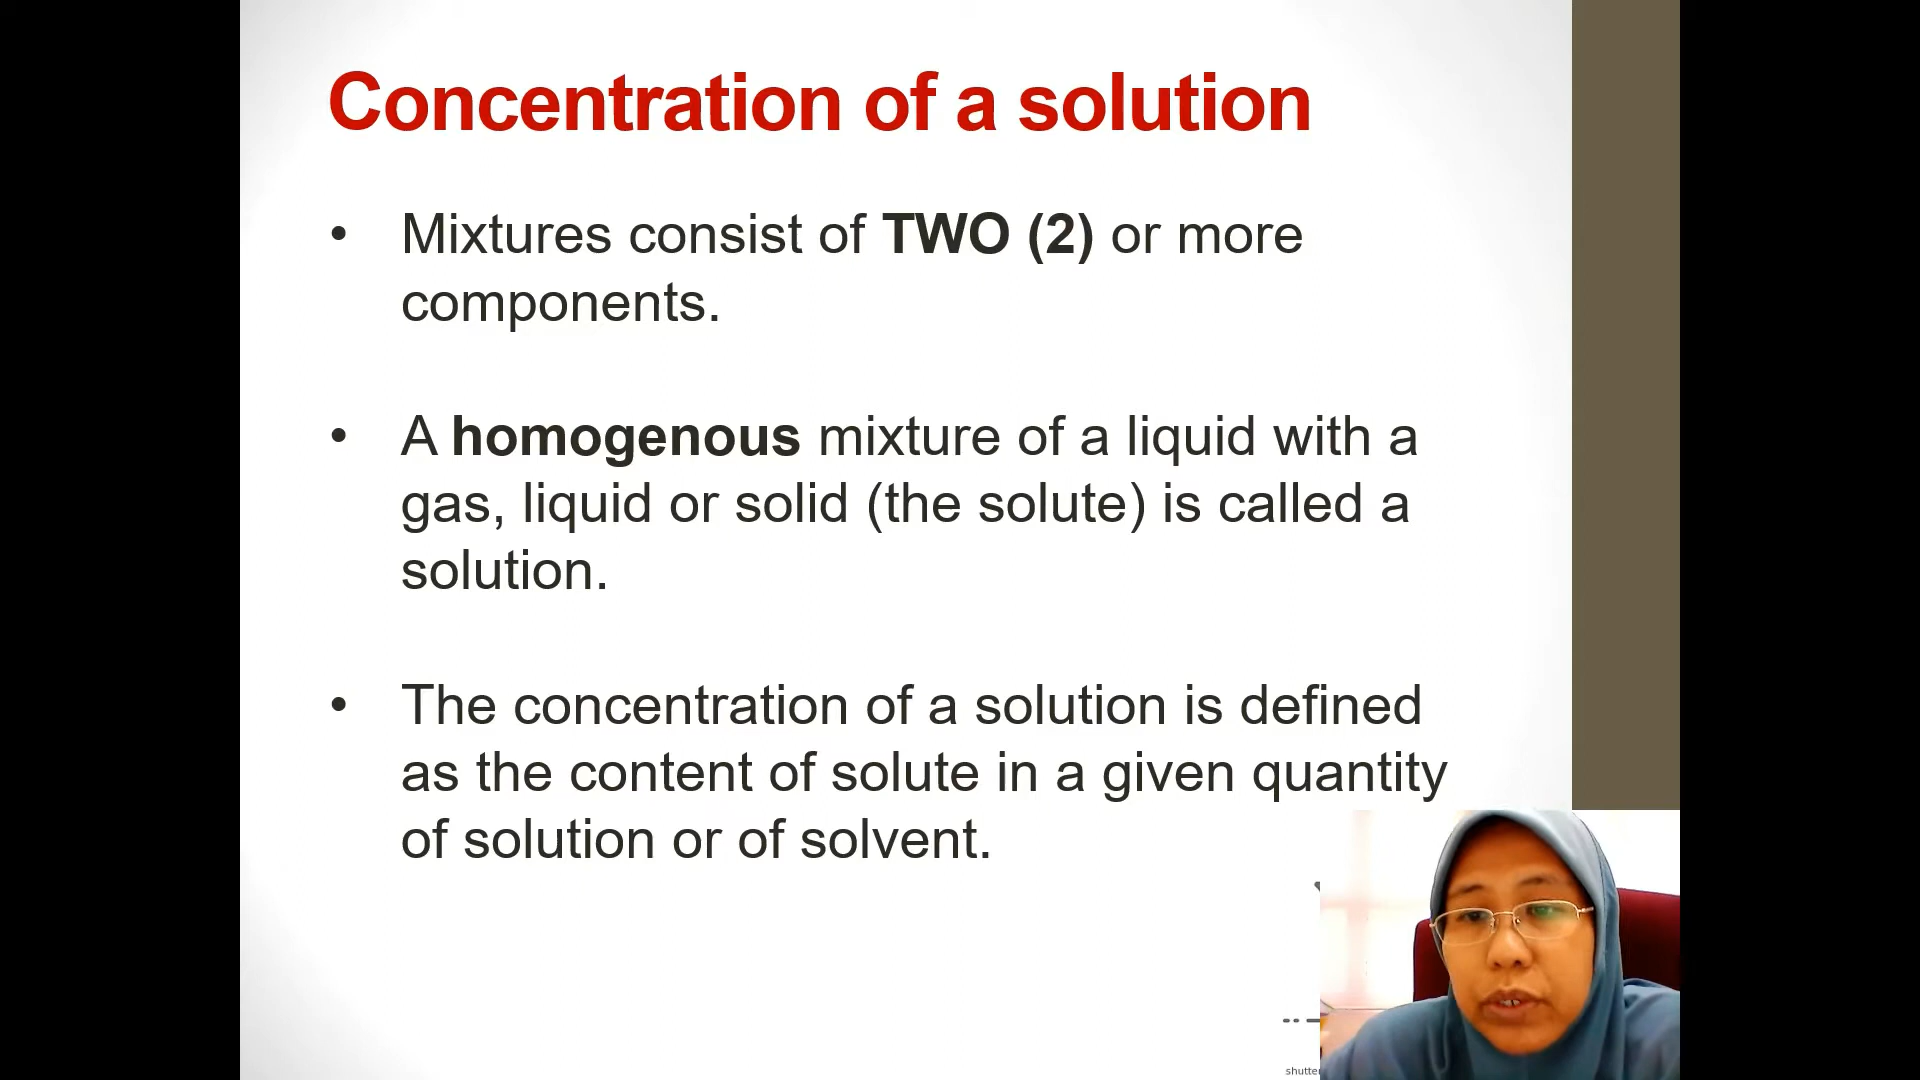 Concentration of a solution
• Mixtures consist of TWO (2) or more
components.
• A homogenous mixture of a liquid with a
gas, liquid or solid (the solute) is called a
solution.
• The concentration of a solution is defined
as the content of solute in a given quantity
of solution or of solvent.